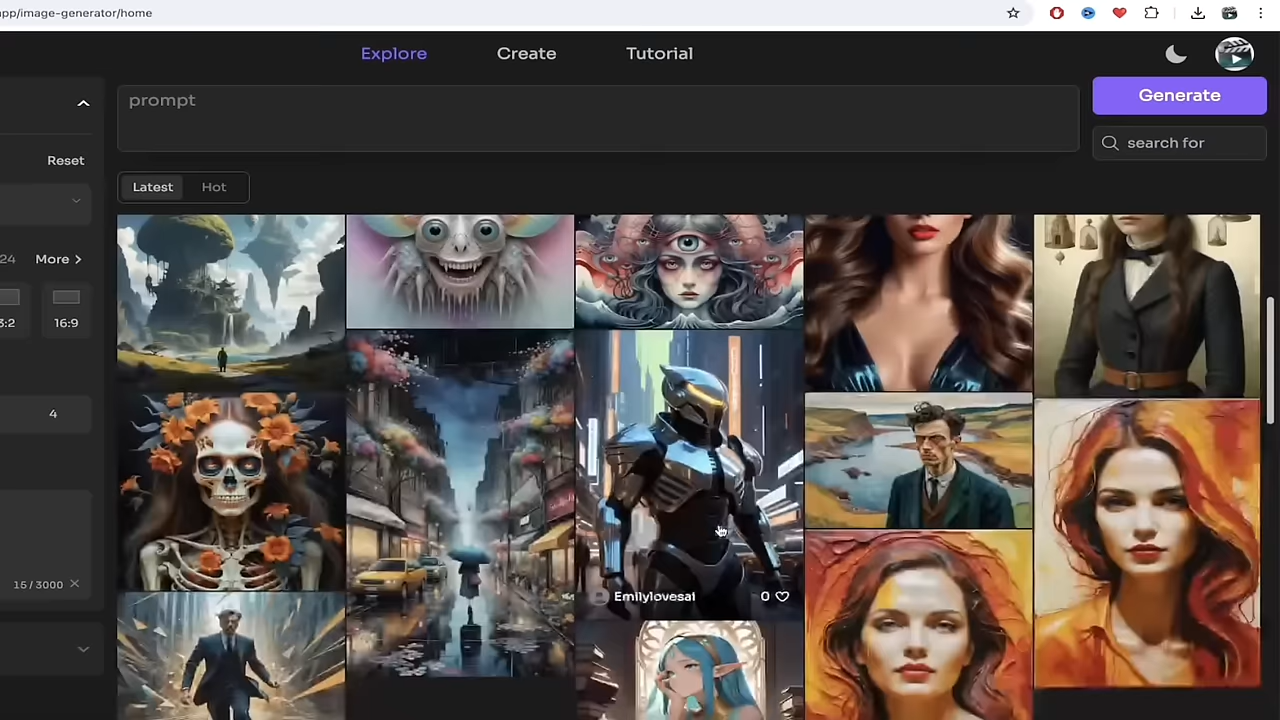 app/image-generator/home
Explore
Create
Tutorial
prompt
Generate
search for
Reset
Latest
Hot
24
More
3:2
16:9
4
15/3000
Emilylovesai
0